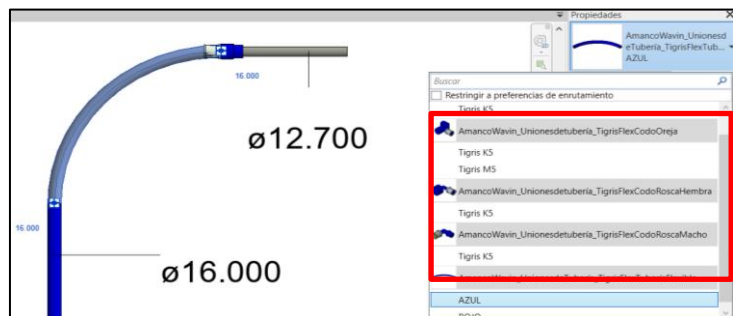 Propiedades
AmancoWavin_Unionesd
eTubería_TigrisFlexTub...
AZUL
Buscar
Restringir a preferencias de enrutamiento
Tigris K5
AmancoWavin_Unionesdetubería_TigrisFlexCodoOreja
Tigris K5
Tigris M5
AmancoWavin_Unionesdetubería_TigrisFlexCodoRoscaHembra
Tigris K5
AmancoWavin_Unionesdetubería_TigrisFlexCodoRoscaMacho
Tigris K5
AZUL
ROJO
16.000
ø12.700
16.000
ø16.000